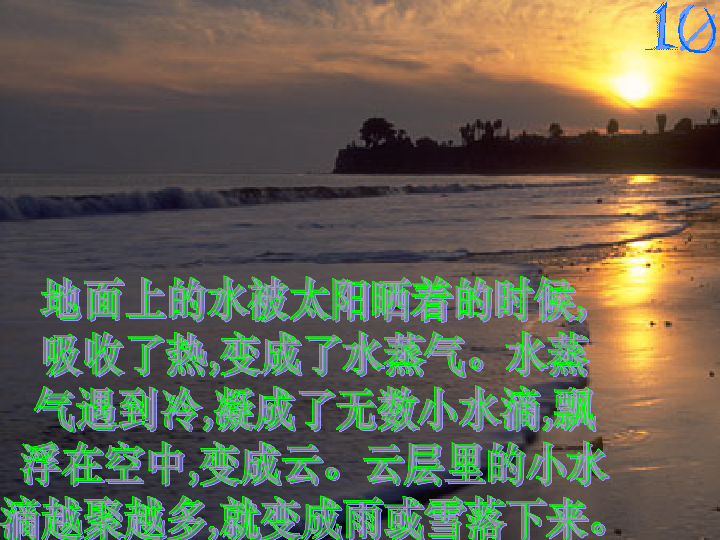 10
地面上的水被太阳晒着的时候,
吸收了热,变成了水蒸气。水蒸
气遇到冷,凝成了无数小水滴,飘
浮在空中,变成云。云层里的小水
滴越聚越多,就变成雨或雪落下来。